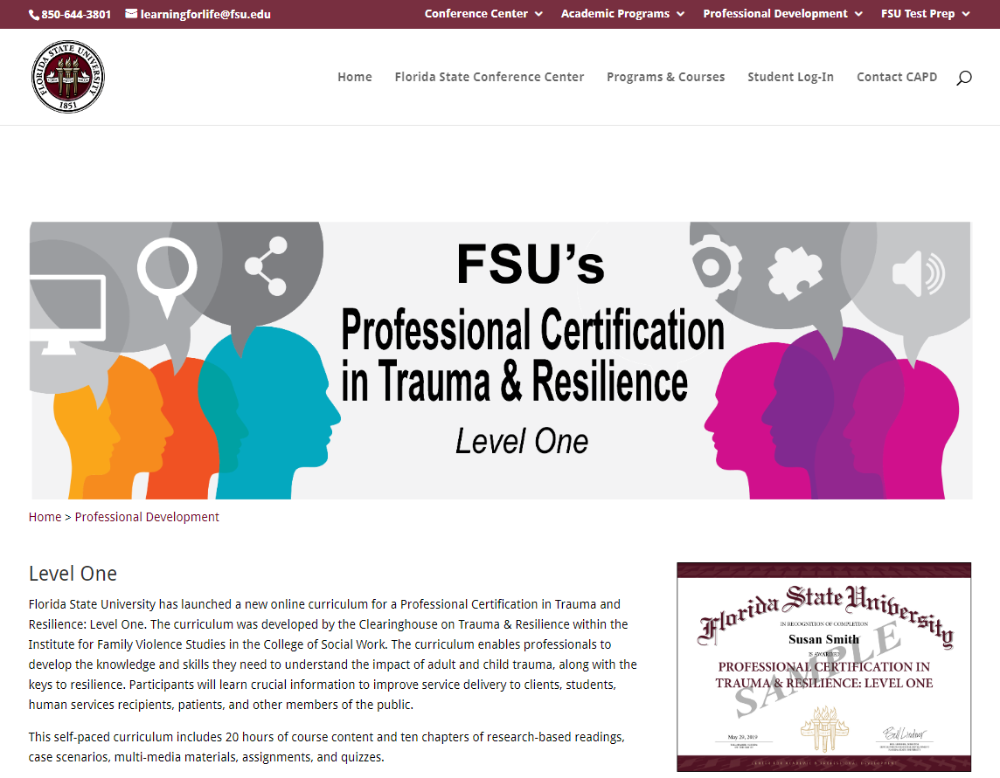 850-644-3801 learningforlife@fsu.edu Conference Center Academic Programs Professional Development FSU Test Prep
FLORIDA STATE UNIVERSITY
1851
Home Florida State Conference Center Programs & Courses Student Log-In Contact CAPD
FSU's
Professional Certification
in Trauma & Resilience
Level One
Home > Professional Development
Level One
Florida State University has launched a new online curriculum for a Professional Certification in Trauma and
Resilience: Level One. The curriculum was developed by the Clearinghouse on Trauma & Resilience within the
Institute for Family Violence Studies in the College of Social Work. The curriculum enables professionals to
develop the knowledge and skills they need to understand the impact of adult and child trauma, along with the
keys to resilience. Participants will learn crucial information to improve service delivery to clients, students,
human services recipients, patients, and other members of the public.
This self-paced curriculum includes 20 hours of course content and ten chapters of research-based readings,
case scenarios, multi-media materials, assignments, and quizzes.
Florida State University
IN RECOGNITION OF COMPLETION
Susan Smith
IS AWARDED
PROFESSIONAL CERTIFICATION IN
TRAUMA & RESILIENCE: LEVEL ONE
SAMPLE
May 29, 2019